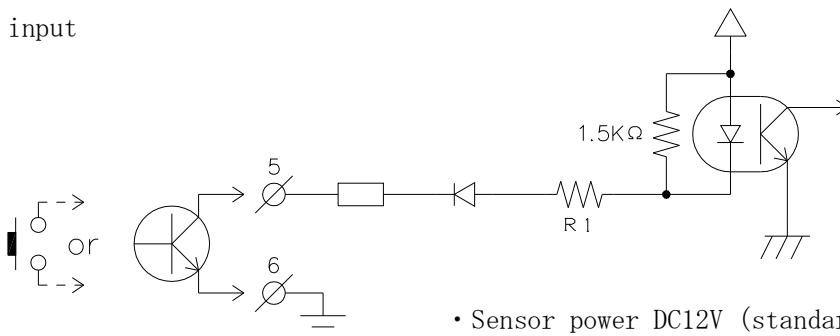 input
1.5KΩ
5
R1
or
6
・Sensor power DC12V (standar